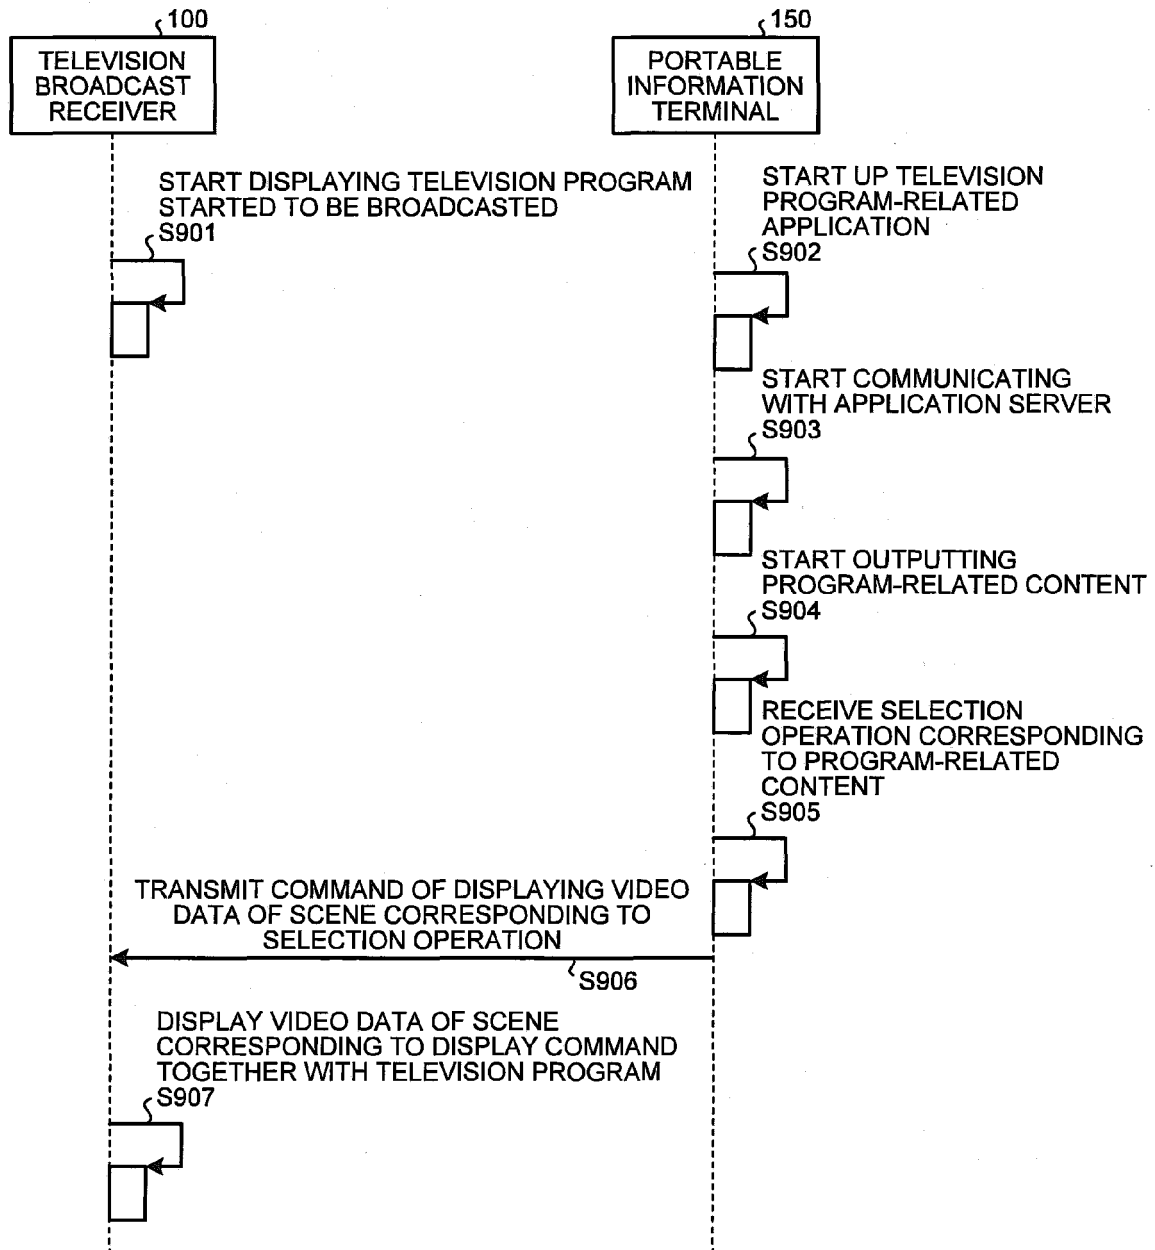 100
TELEVISION
BROADCAST
RECEIVER
150
PORTABLE
INFORMATION
TERMINAL
START DISPLAYING TELEVISION PROGRAM
STARTED TO BE BROADCASTED
S901
START UP TELEVISION
PROGRAM-RELATED
APPLICATION
S902
START COMMUNICATING
WITH APPLICATION SERVER
S903
START OUTPUTTING
PROGRAM-RELATED CONTENT
S904
RECEIVE SELECTION
OPERATION CORRESPONDING
TO PROGRAM-RELATED
CONTENT
S905
TRANSMIT COMMAND OF DISPLAYING VIDEO
DATA OF SCENE CORRESPONDING TO
SELECTION OPERATION
S906
DISPLAY VIDEO DATA OF SCENE
CORRESPONDING TO DISPLAY COMMAND
TOGETHER WITH TELEVISION PROGRAM
S907